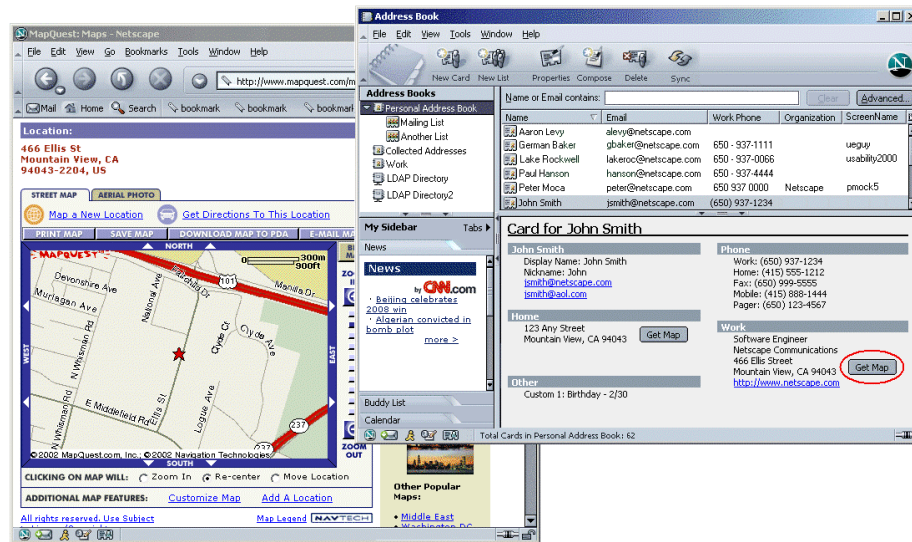 MapQuest: Maps - Netscape
File Edit View Go Bookmarks Tools Window Help
http://www.mapquest.com/m
Mail Home Search bookmark bookmark bookmark
Location:
466 Ellis St
Mountain View, CA
94043-2204, US
STREET MAP AERIAL PHOTO
Map a New Location Get Directions To This Location
PRINT MAP SAVE MAP DOWNLOAD MAP TO PDA E-MAIL MA
NORTH
MAPQUEST
300m
900ft
Devonshire Ave
Fairchild Dr
101
Manilla Dr
Murlagan Ave
National Ave
N Whisman Rd
Clyde Ct
Clyde Ave
WEST
EAST
N Whisman Rd
E Middlefield Rd
Ellis St
Logue Ave
237
237
©2002 MapQuest.com, Inc.; ©2002 Navigation Technologies
SOUTH
ZOOM
OUT
CLICKING ON MAP WILL: Zoom In Re-center Move Location
ADDITIONAL MAP FEATURES: Customize Map Add A Location
All rights reserved. Use Subject
Map Legend NAVTECH
Other Popular
Maps:
Middle East
Washington DC
Address Book
File Edit View Tools Window Help
New Card New List Properties Compose Delete Sync
Address Books
Personal Address Book
Mailing List
Another List
Collected Addresses
Work
LDAP Directory
LDAP Directory2
Name or Email contains: Clear Advanced...
Name Email Work Phone Organization ScreenName
Aaron Levy alevy@netscape.com
German Baker gbaker@netscape.com 650 - 937-1111 ueguy
Lake Rockwell lakeroc@netscape.com 650 - 937-0066 usability2000
Paul Hanson hanson@netscape.com 650 - 937-4444
Peter Moca peter@netscape.com 650 937 0000 Netscape pmock5
John Smith jsmith@netscape.com (650) 937-1234
My Sidebar Tabs
News
News
by CNN.com
· Beijing celebrates
2008 win
· Algerian convicted in
bomb plot
more >
Buddy List
Calendar
Card for John Smith
John Smith
Display Name: John Smith
Nickname: John
jsmith@netscape.com
jsmith@aol.com
Home
123 Any Street
Mountain View, CA 94043
Get Map
Other
Custom 1: Birthday - 2/30
Phone
Work: (650) 937-1234
Home: (415) 555-1212
Fax: (650) 999-5555
Mobile: (415) 888-1444
Pager: (650) 123-4567
Work
Software Engineer
Netscape Communications
466 Ellis Street
Mountain View, CA 94043
http://www.netscape.com
Get Map
Total Cards in Personal Address Book: 62